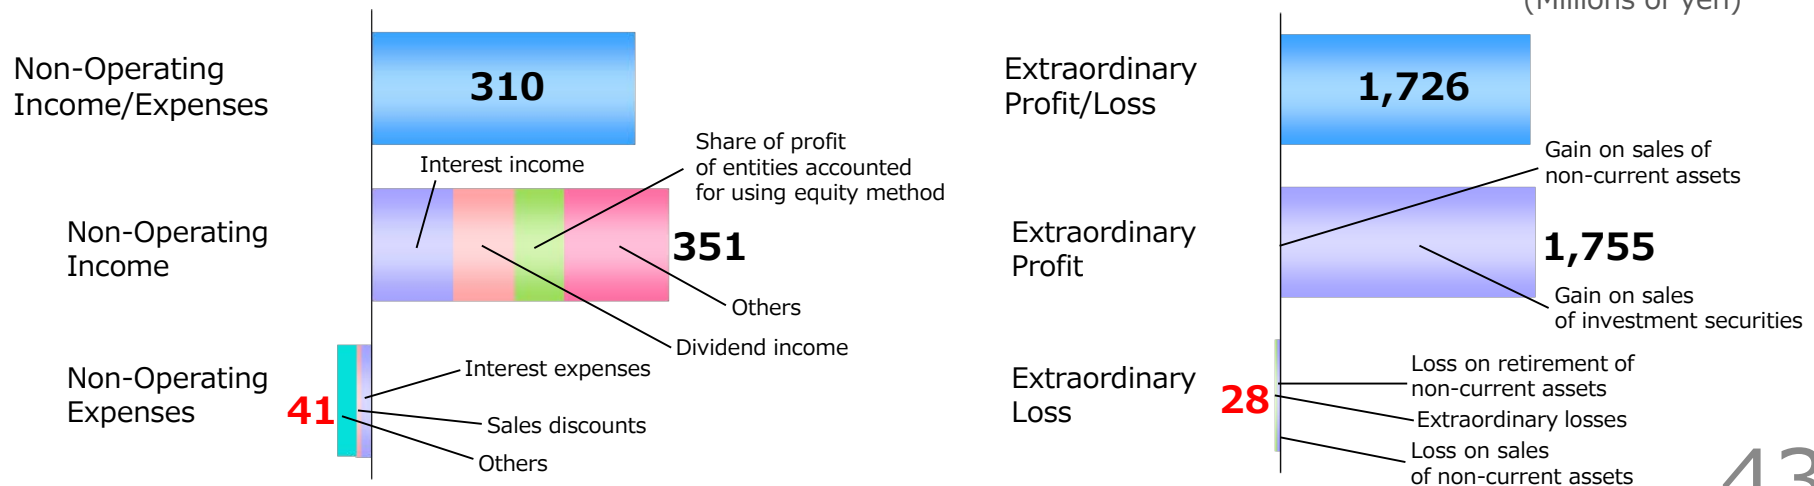 (Millions of yen)
Non-Operating
Income/Expenses
310
Interest income
Share of profit
of entities accounted
for using equity method
Non-Operating
Income
351
Others
Dividend income
Non-Operating
Expenses
41
Interest expenses
Sales discounts
Others
Extraordinary
Profit/Loss
1,726
Gain on sales of
non-current assets
Extraordinary
Profit
1,755
Gain on sales
of investment securities
Extraordinary
Loss
28
Loss on retirement of
non-current assets
Extraordinary losses
Loss on sales
of non-current assets
43